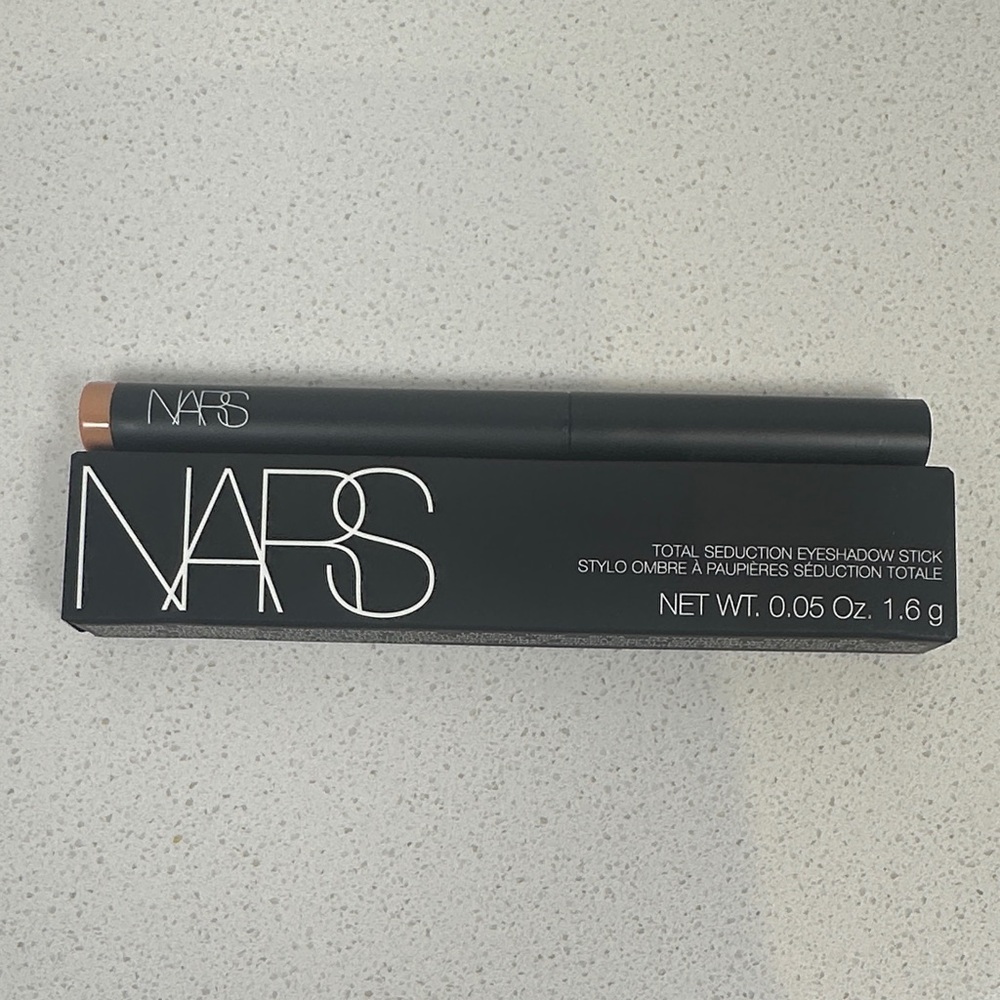 NARS
NARS
TOTAL SEDUCTION EYESHADOW STICK
STYLO OMBRE À PAUPIÈRES SÉDUCTION TOTALE
NET WT. 0.05 Oz. 1.6 g